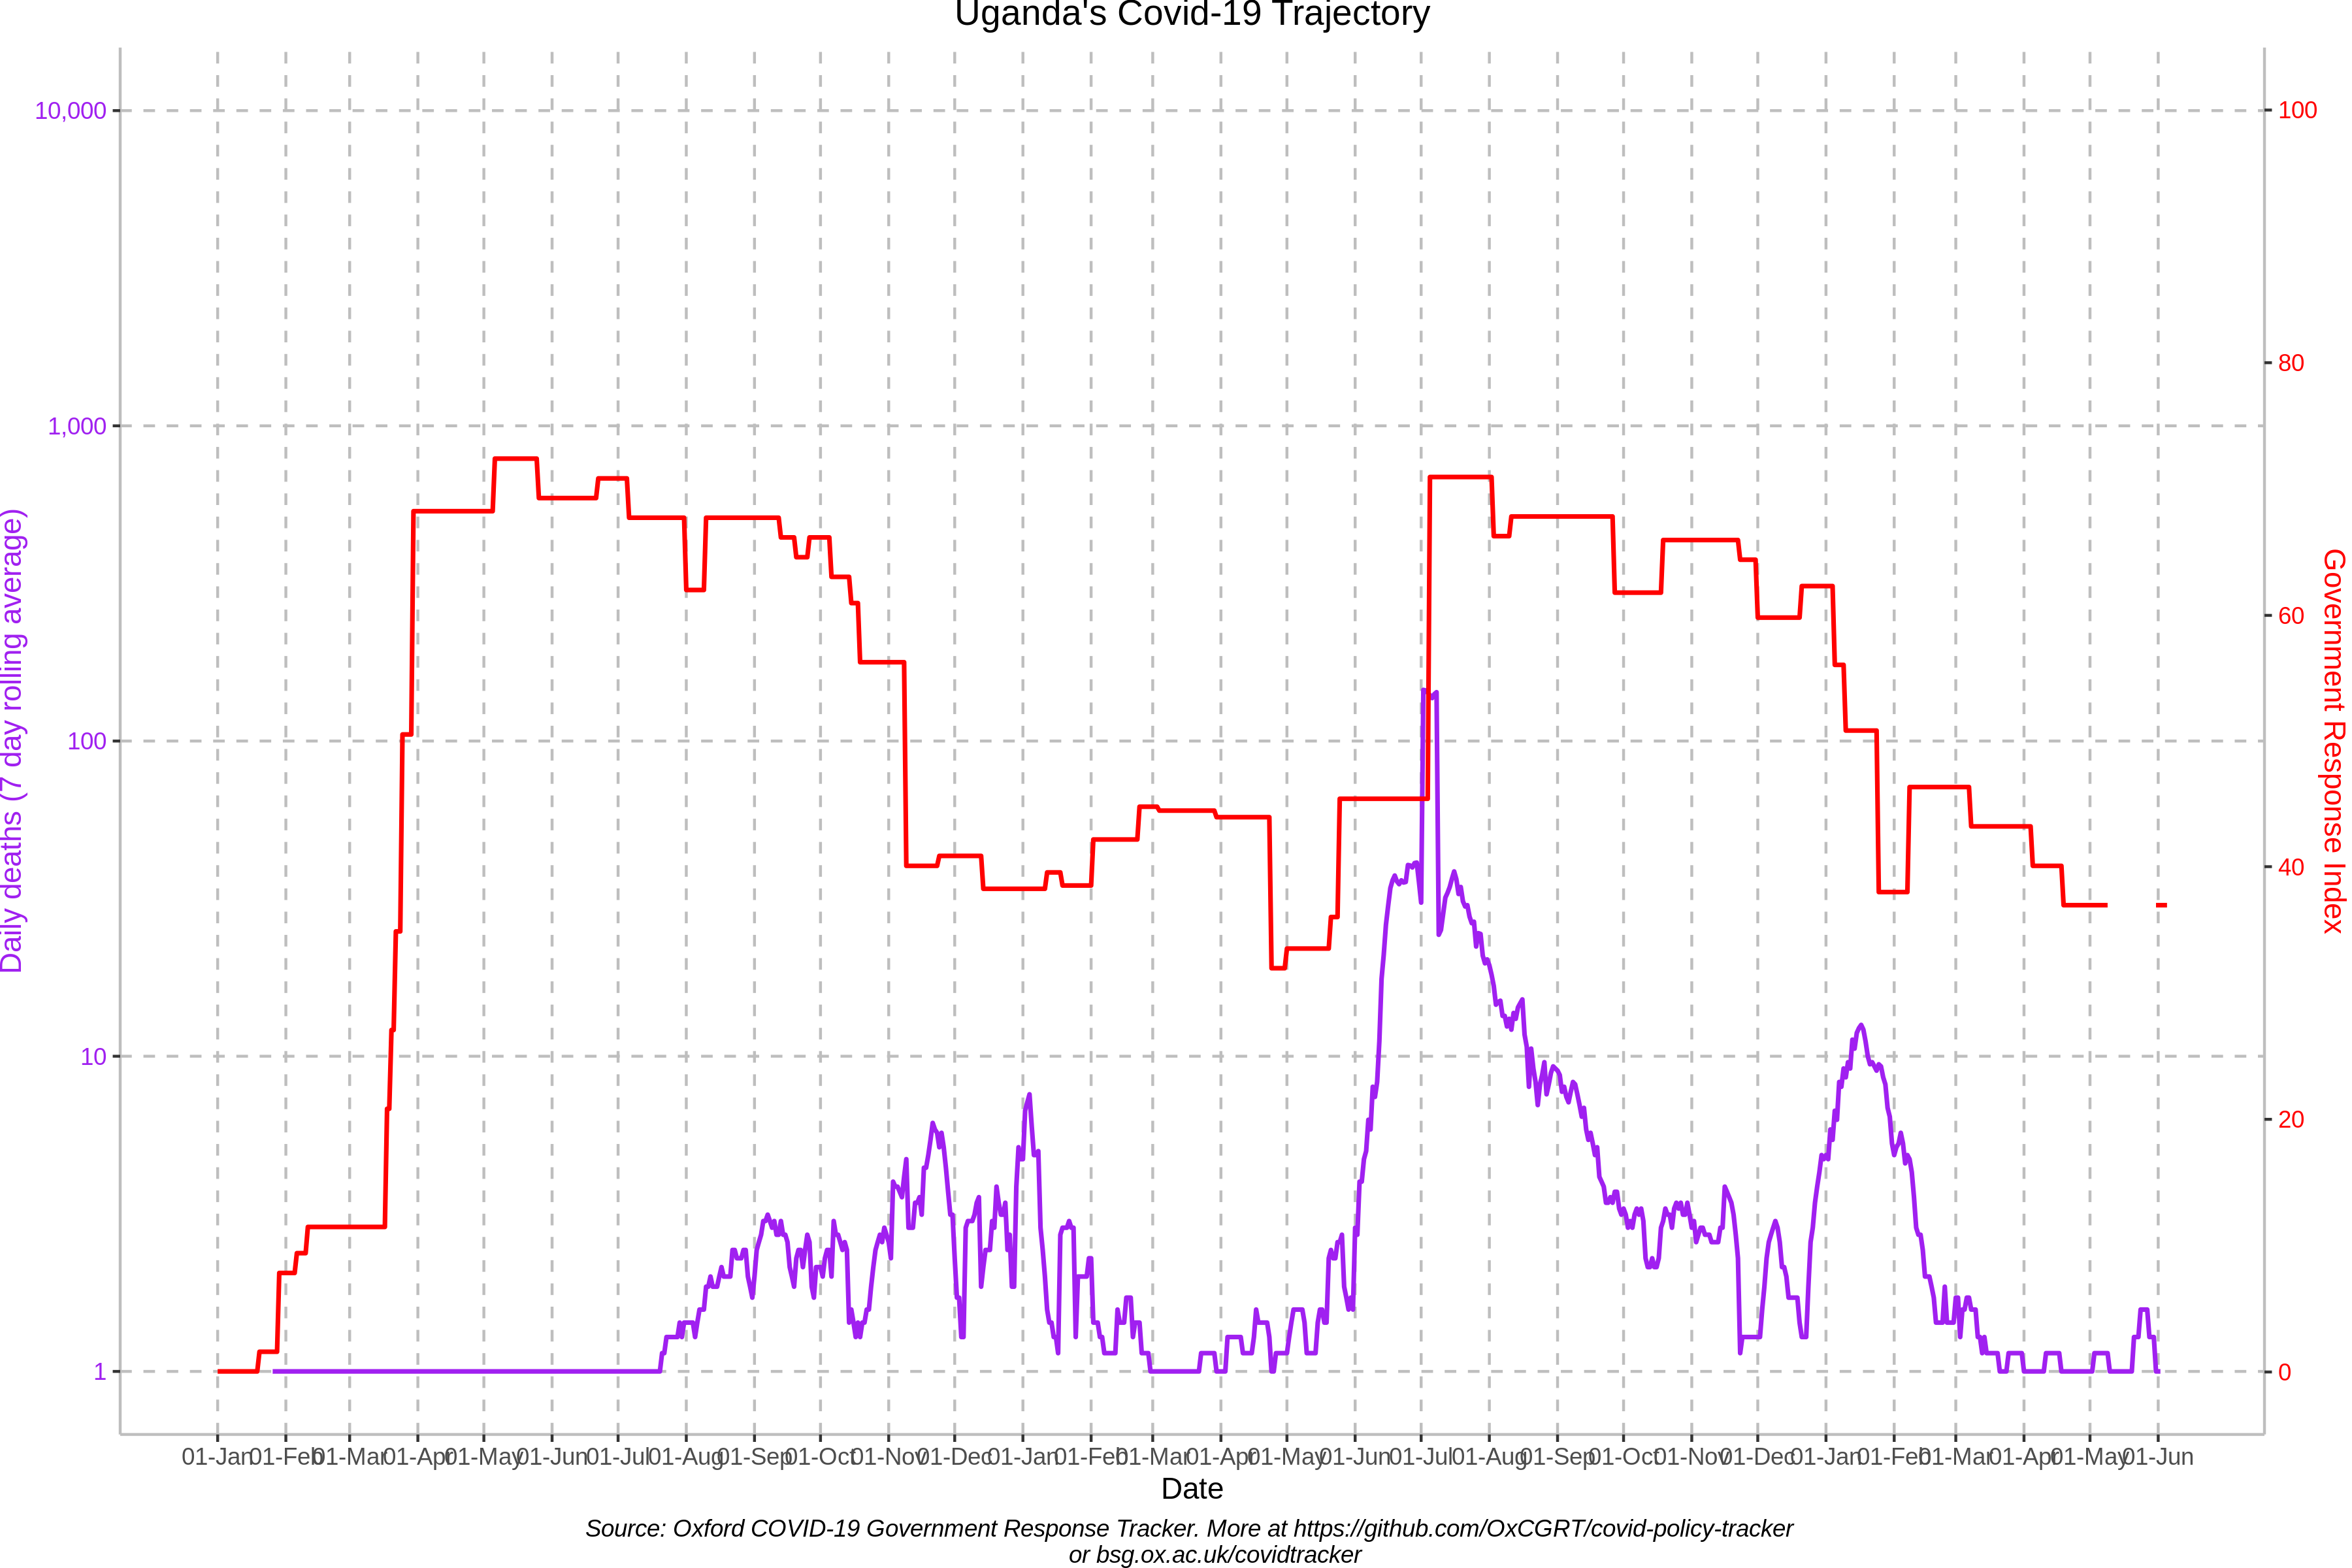 Uganda's Covid-19 Trajectory
10,000
1,000
100
10
1
Daily deaths (7 day rolling average)
100
80
60
40
20
0
Government Response Index
01-Jan 01-Feb 01-Mar 01-Apr 01-May 01-Jun 01-Jul 01-Aug 01-Sep 01-Oct 01-Nov 01-Dec 01-Jan 01-Feb 01-Mar 01-Apr 01-May 01-Jun 01-Jul 01-Aug 01-Sep 01-Oct 01-Nov 01-Dec 01-Jan 01-Feb 01-Mar 01-Apr 01-May 01-Jun
Date
Source: Oxford COVID-19 Government Response Tracker. More at https://github.com/OxCGRT/covid-policy-tracker
or bsg.ox.ac.uk/covidtracker